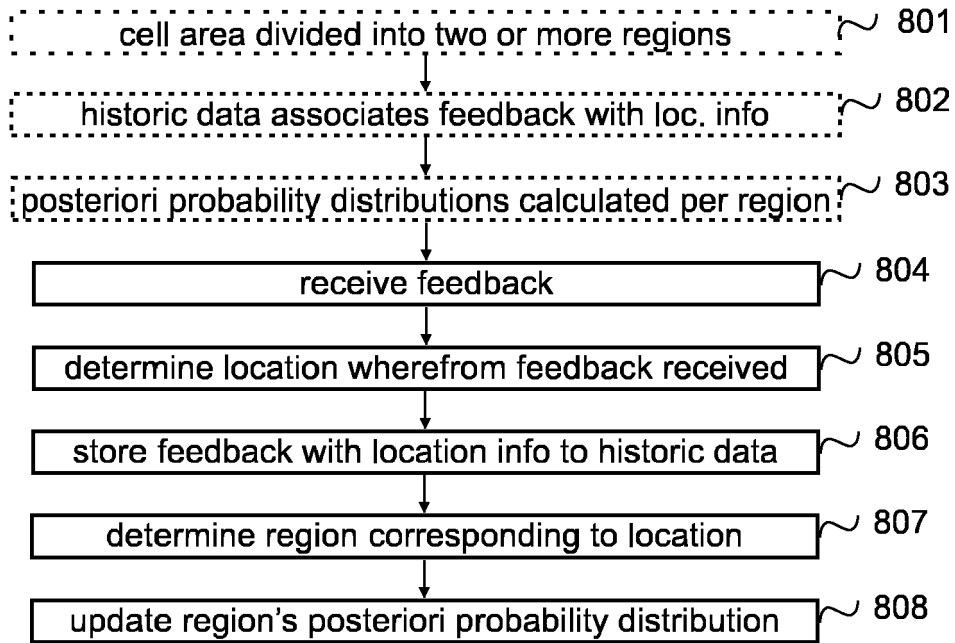 cell area divided into two or more regions 801
historic data associates feedback with loc. info 802
posteriori probability distributions calculated per region 803
receive feedback 804
determine location wherefrom feedback received 805
store feedback with location info to historic data 806
determine region corresponding to location 807
update region's posteriori probability distribution 808